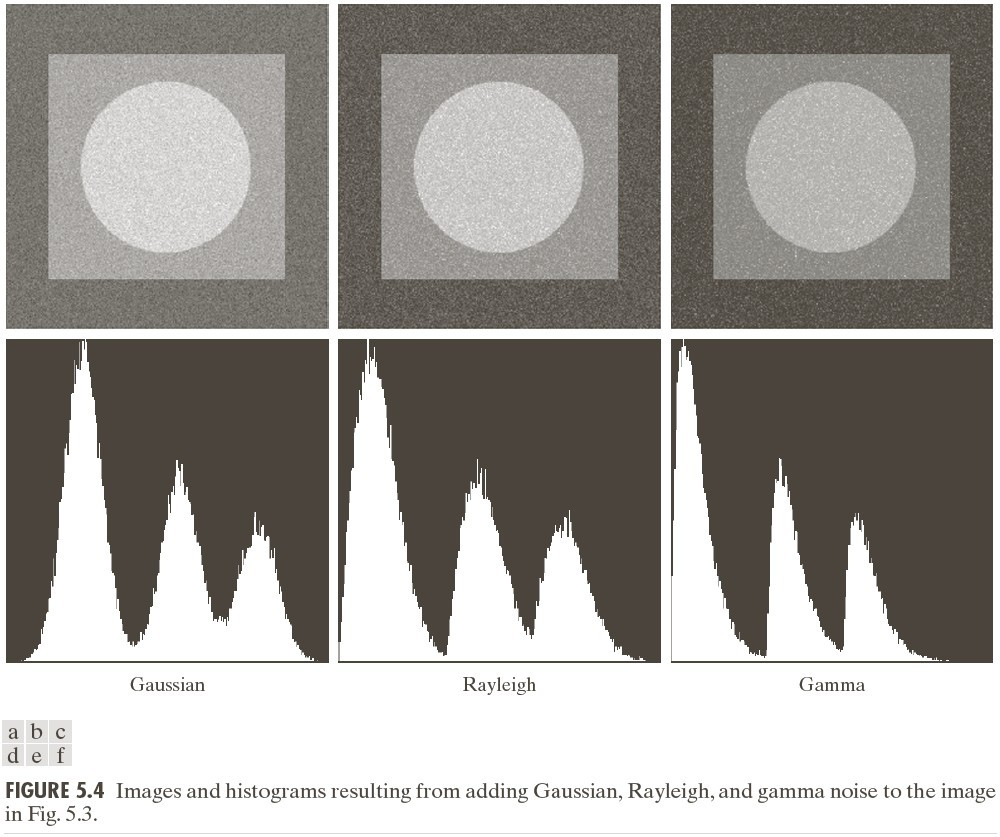 Gaussian Rayleigh Gamma
a b c
d e f
FIGURE 5.4 Images and histograms resulting from adding Gaussian, Rayleigh, and gamma noise to the image
in Fig. 5.3.